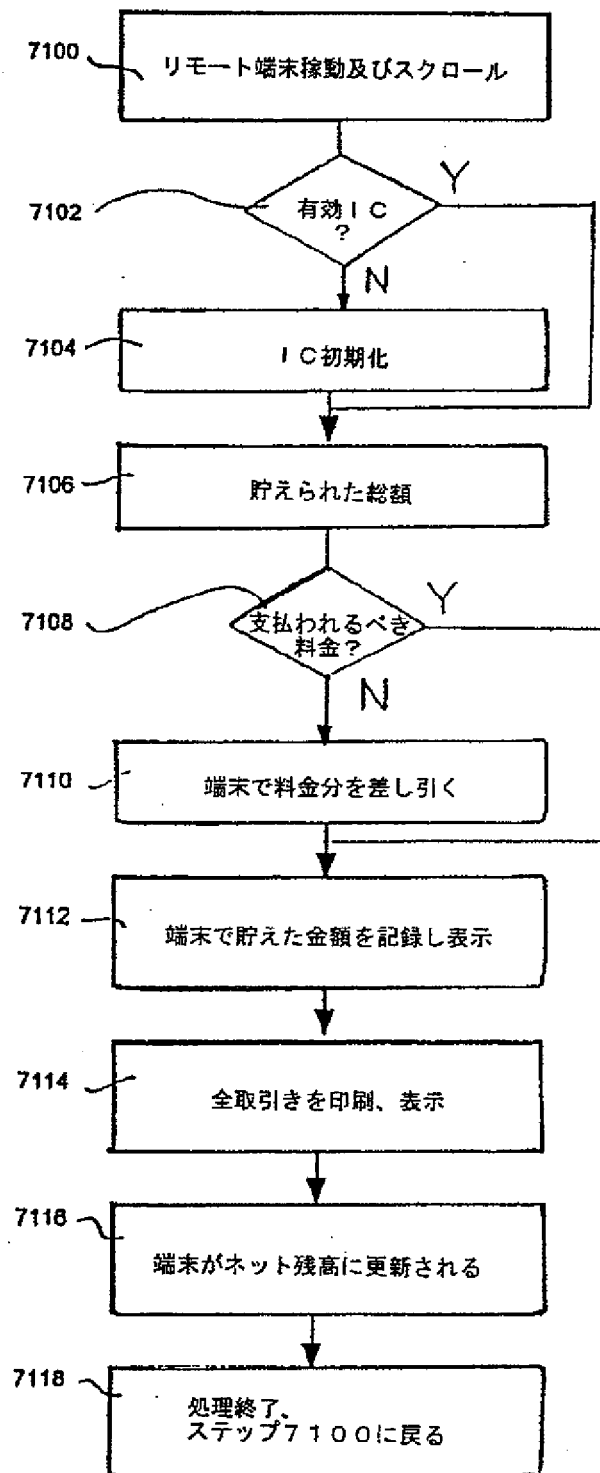 7100
リモート端末稼動及びスクロール
7102
有効IC
?
Y
N
7104
IC初期化
7106
貯えられた総額
7108
支払われるべき
料金?
Y
N
7110
端末で料金分を差し引く
7112
端末で貯えた金額を記録し表示
7114
全取引きを印刷、表示
7116
端末がネット残高に更新される
7118
処理終了、
ステップ7100に戻る